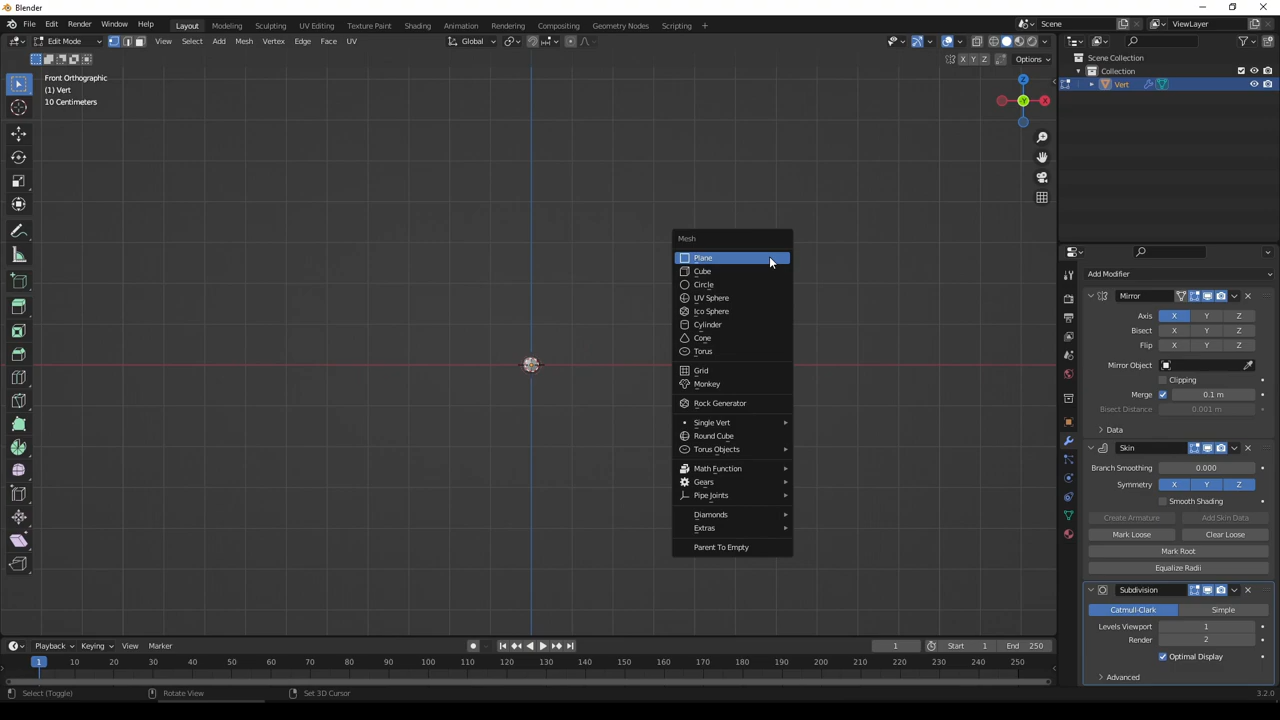 Blender
File Edit Render Window Help Layout Modeling Sculpting UV Editing Texture Paint Shading Animation Rendering Compositing Geometry Nodes Scripting + Scene ViewLayer
Edit Mode View Select Add Mesh Vertex Edge Face UV Global
X Y Z Options
Front Orthographic
(1) Vert
10 Centimeters
Z
Y
X
Mesh
Plane
Cube
Circle
UV Sphere
Ico Sphere
Cylinder
Cone
Torus
Grid
Monkey
Rock Generator
Single Vert
Round Cube
Torus Objects
Math Function
Gears
Pipe Joints
Diamonds
Extras
Parent To Empty
Scene Collection
Collection
Vert
Add Modifier
Mirror
Axis X Y Z
Bisect X Y Z
Flip X Y Z
Mirror Object
Clipping
Merge 0.1 m
Bisect Distance 0.001 m
Data
Skin
Branch Smoothing 0.000
Symmetry X Y Z
Smooth Shading
Create Armature Add Skin Data
Mark Loose Clear Loose
Mark Root
Equalize Radii
Subdivision
Catmull-Clark Simple
Levels Viewport 1
Render 2
Optimal Display
Advanced
Playback Keying View Marker 1 Start 1 End 250
1 10 20 30 40 50 60 70 80 90 100 110 120 130 140 150 160 170 180 190 200 210 220 230 240 250
Select (Toggle) Rotate View Set 3D Cursor 3.2.0